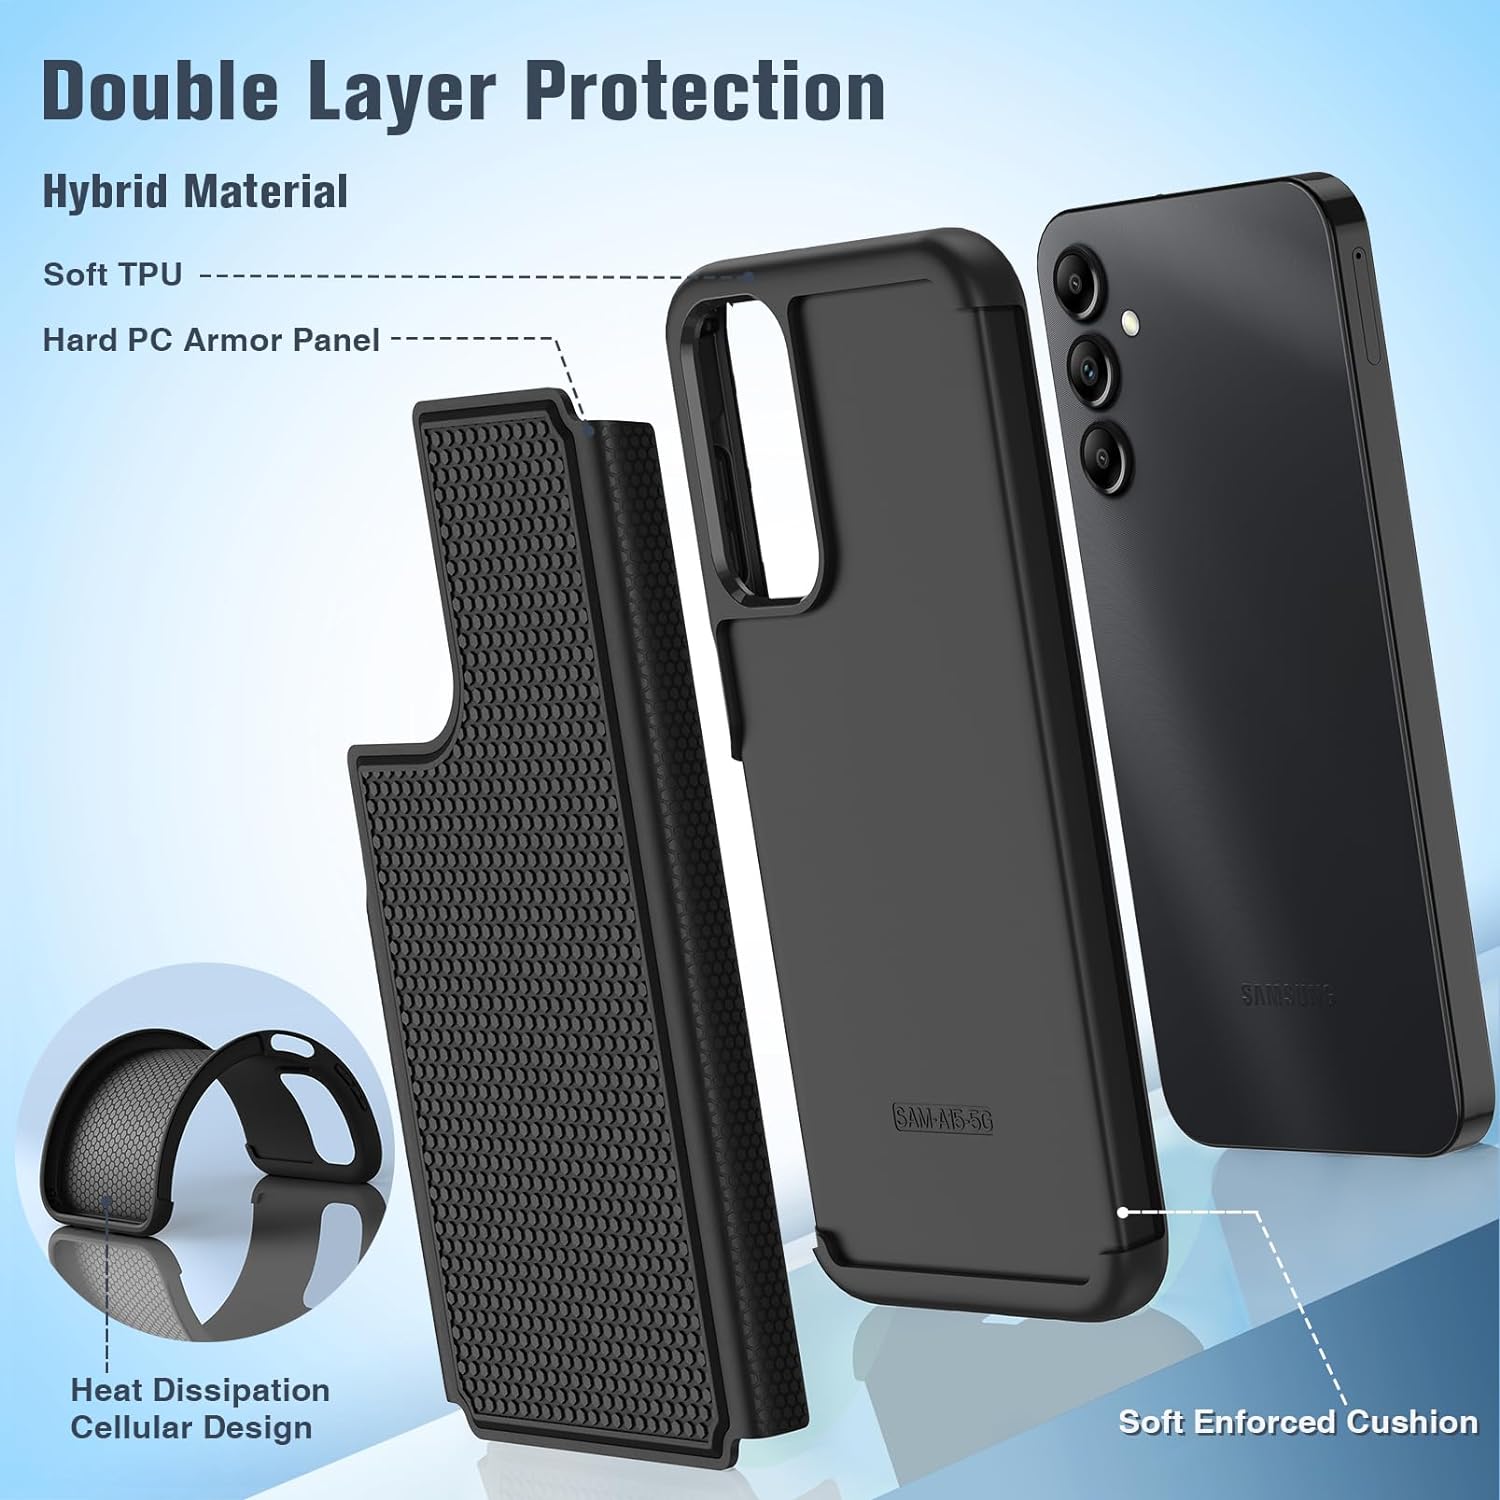 Double Layer Protection
Hybrid Material
Soft TPU
Hard PC Armor Panel
SAMSUNG
SAM-A15-5G
Heat Dissipation
Cellular Design
Soft Enforced Cushion